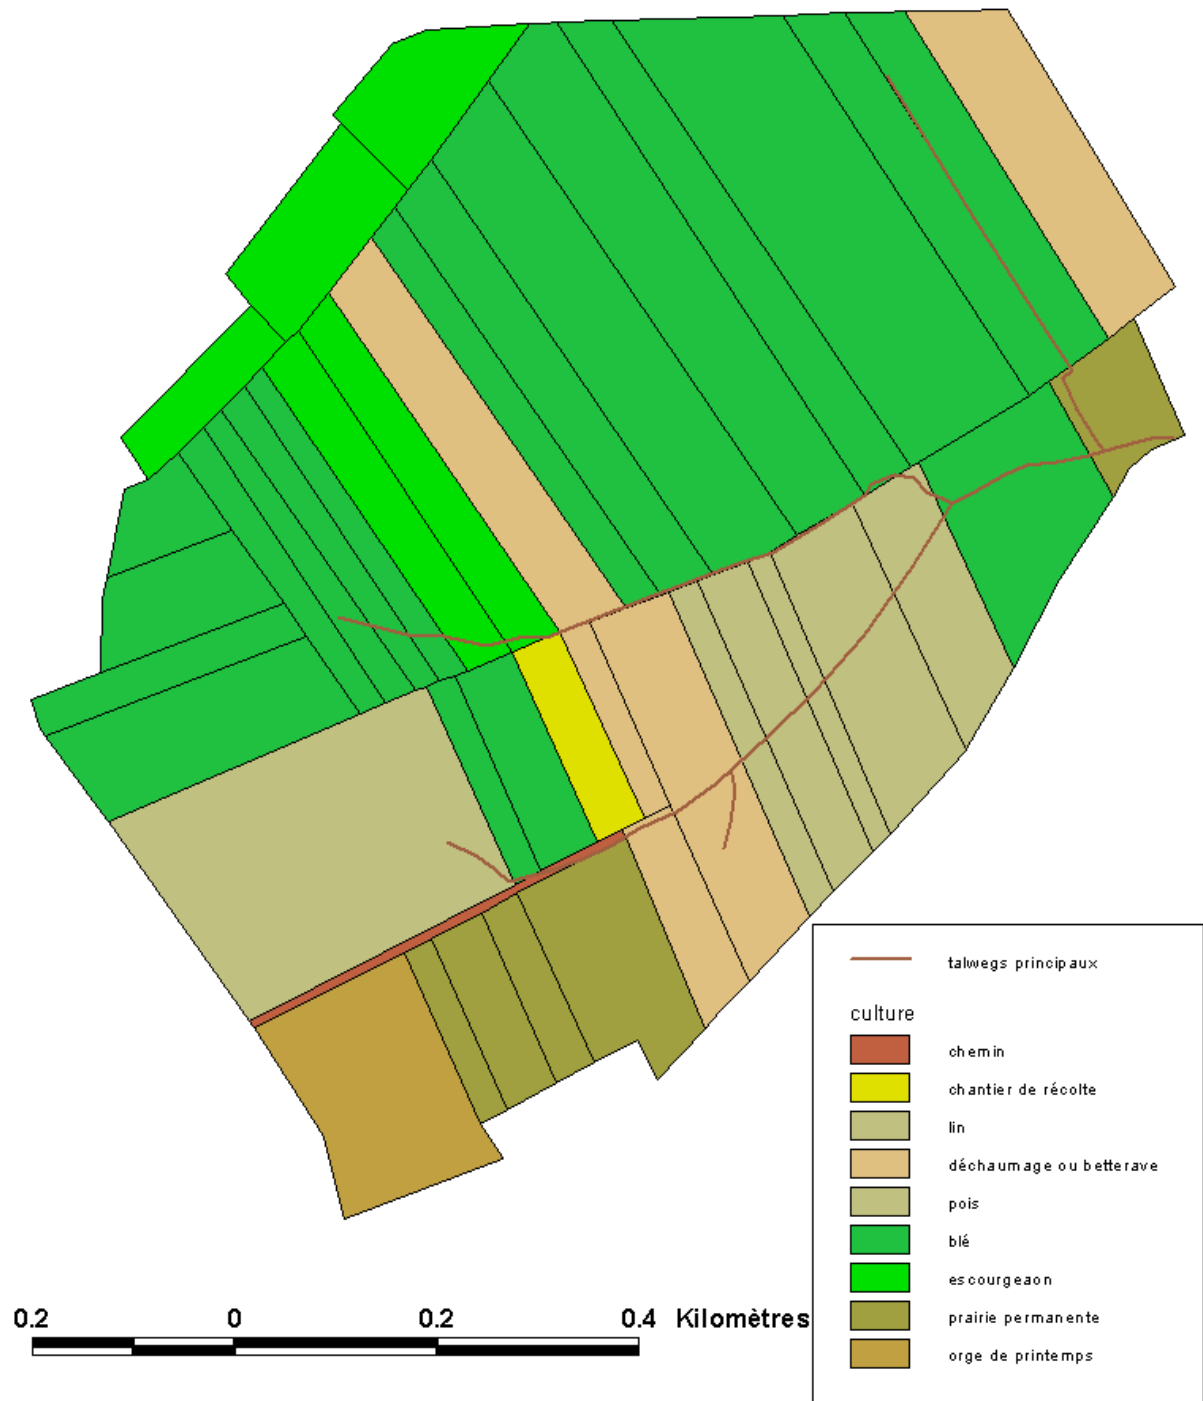 talwegs principaux
culture
chemin
chantier de récolte
lin
déchaumage ou betterave
pois
blé
escourgeaon
prairie permanente
orge de printemps
0.2 0 0.2 0.4 Kilomètres